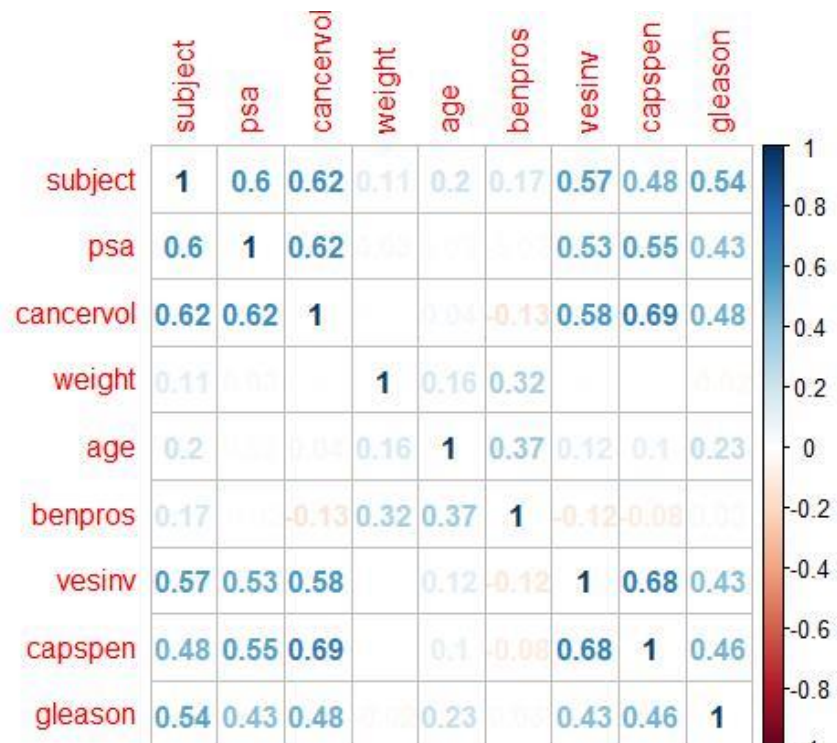 subject psa cancervol weight age benpros vesinv capspen gleason
subject 1 0.6 0.62 0.11 0.2 0.17 0.57 0.48 0.54
psa 0.6 1 0.62 0.53 0.55 0.43
cancervol 0.62 0.62 1 0.04 -0.13 0.58 0.69 0.48
weight 0.11 1 0.16 0.32
age 0.2 0.04 0.16 1 0.37 0.12 0.1 0.23
benpros 0.17 -0.13 0.32 0.37 1 -0.12 -0.08
vesinv 0.57 0.53 0.58 0.12 -0.12 1 0.68 0.43
capspen 0.48 0.55 0.69 0.1 -0.08 0.68 1 0.46
gleason 0.54 0.43 0.48 0.23 0.43 0.46 1
1
0.8
0.6
0.4
0.2
0
-0.2
-0.4
-0.6
-0.8